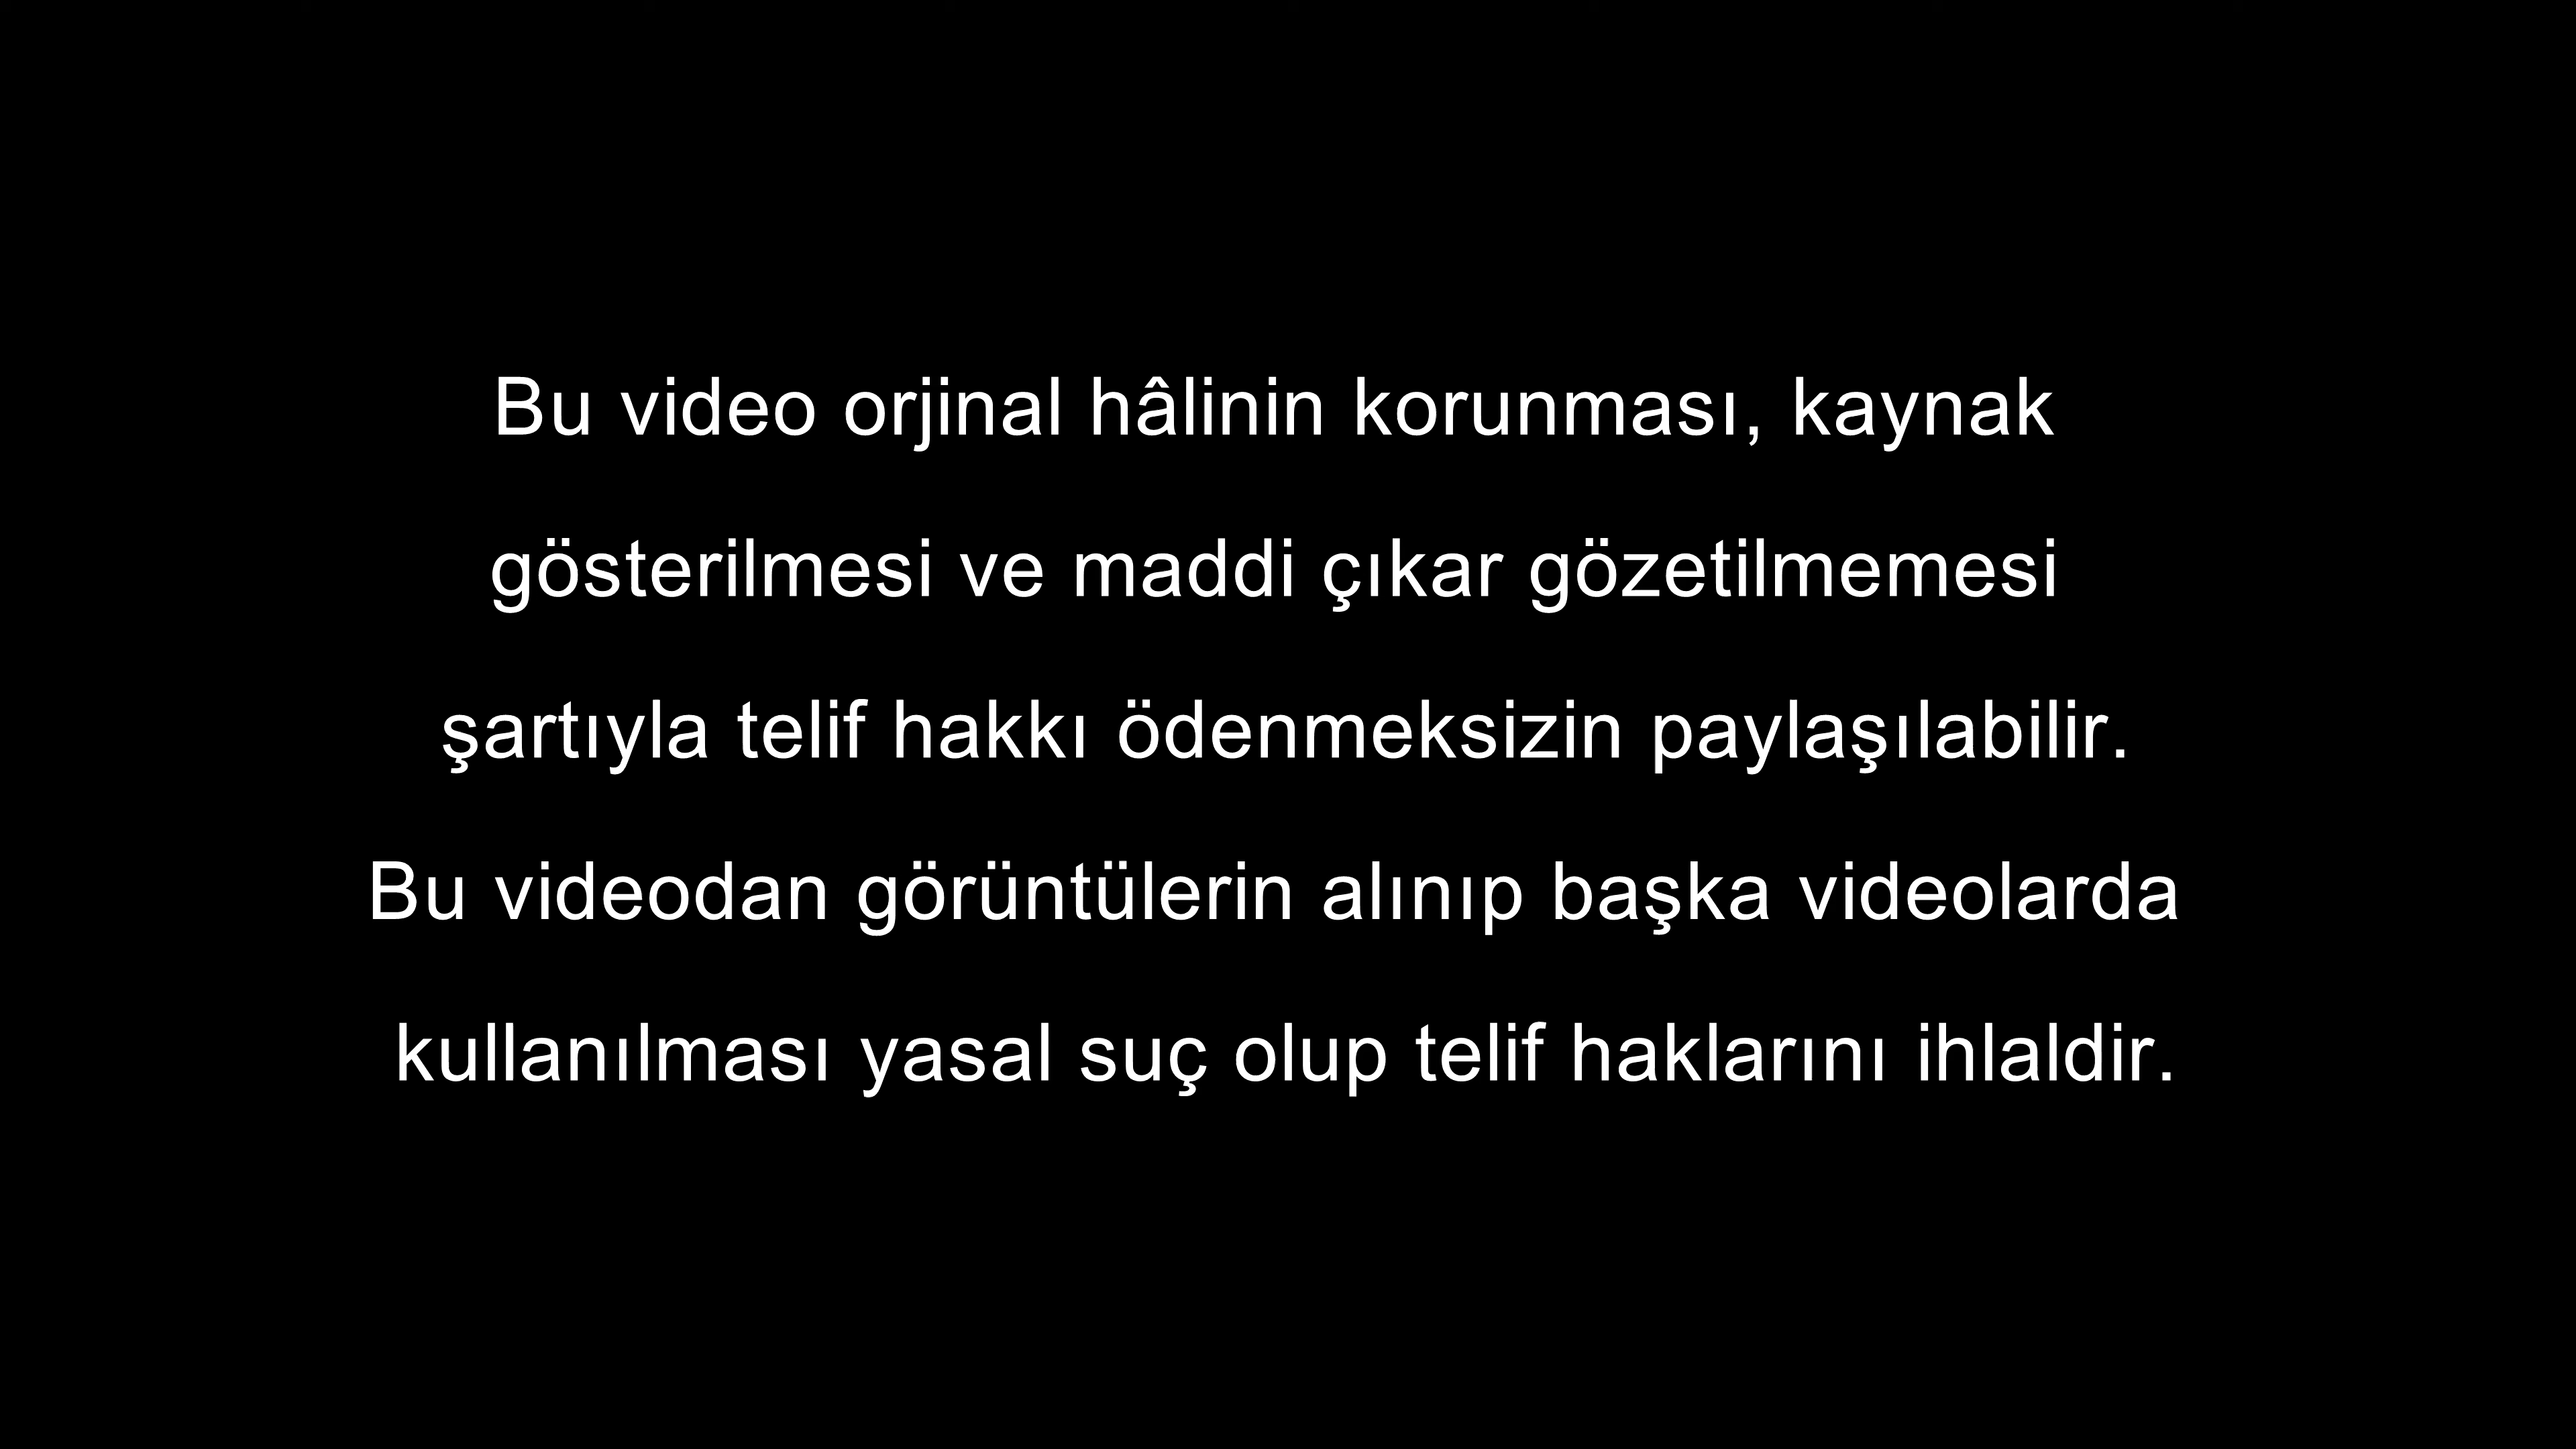 Bu video orjinal hâlinin korunması, kaynak
gösterilmesi ve maddi çıkar gözetilmemesi
şartıyla telif hakkı ödenmeksizin paylaşılabilir.
Bu videodan görüntülerin alınıp başka videolarda
kullanılması yasal suç olup telif haklarını ihlaldir.